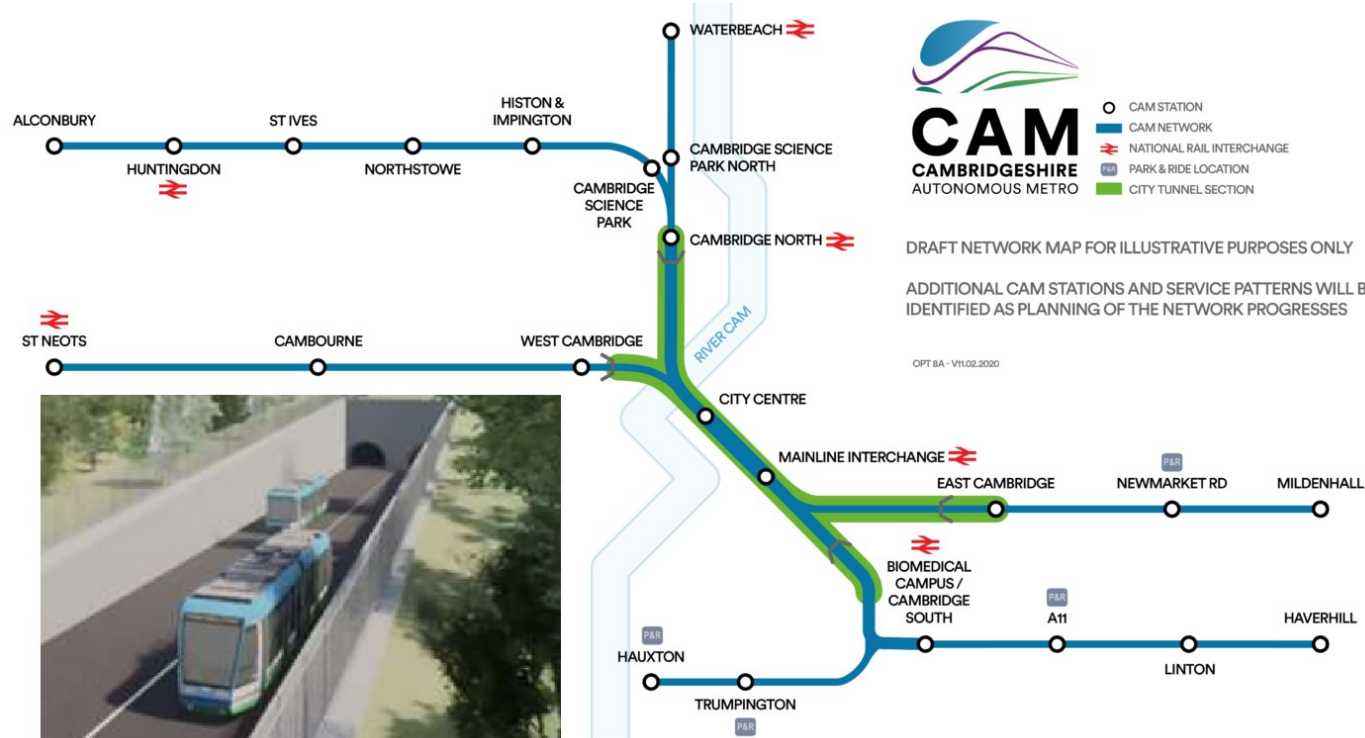 WATERBEACH
ALCONBURY
HUNTINGDON
ST IVES
NORTHSTOWE
HISTON &
IMPINGTON
CAMBRIDGE SCIENCE
PARK NORTH
CAMBRIDGE
SCIENCE
PARK
CAMBRIDGE NORTH
CAM
CAMBRIDGESHIRE
AUTONOMOUS METRO
CAM STATION
CAM NETWORK
NATIONAL RAIL INTERCHANGE
P&R PARK & RIDE LOCATION
CITY TUNNEL SECTION
DRAFT NETWORK MAP FOR ILLUSTRATIVE PURPOSES ONLY
ADDITIONAL CAM STATIONS AND SERVICE PATTERNS WILL B
IDENTIFIED AS PLANNING OF THE NETWORK PROGRESSES
OPT 8A - V11.02.2020
ST NEOTS
CAMBOURNE
WEST CAMBRIDGE
RIVER CAM
CITY CENTRE
MAINLINE INTERCHANGE
EAST CAMBRIDGE
P&R
NEWMARKET RD
MILDENHALL
BIOMEDICAL
CAMPUS /
CAMBRIDGE
SOUTH
P&R
A11
LINTON
HAVERHILL
P&R
HAUXTON
TRUMPINGTON
P&R